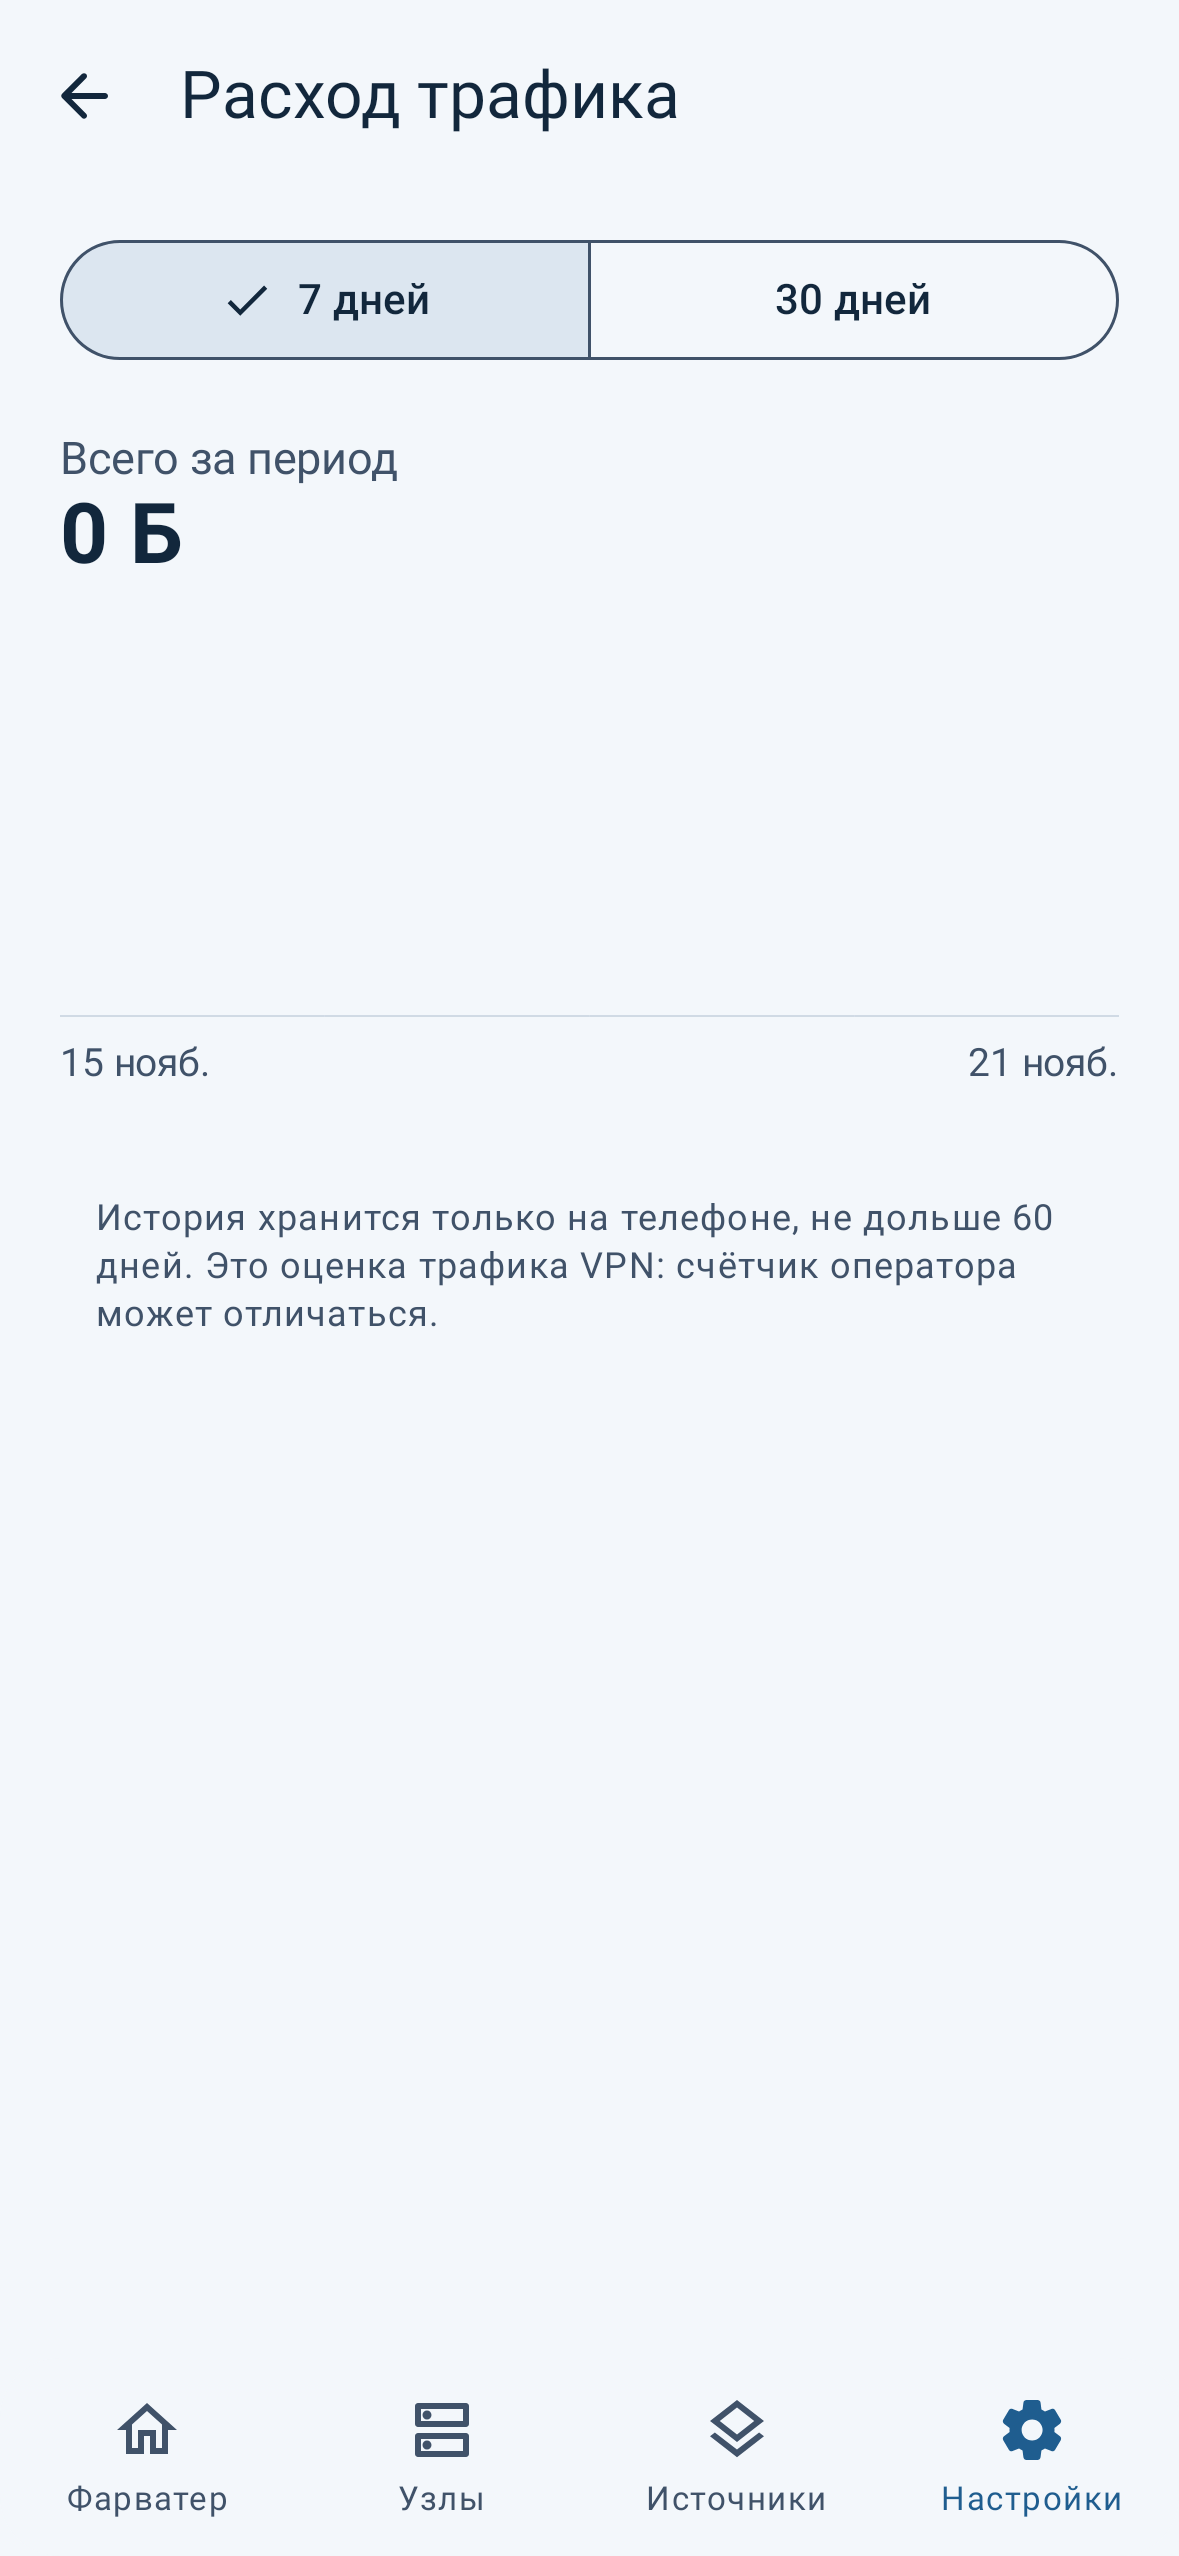 Расход трафика
7 дней
30 дней
Всего за период
0 Б
15 нояб.
21 нояб.
История хранится только на телефоне, не дольше 60
дней. Это оценка трафика VPN: счётчик оператора
может отличаться.
Фарватер
Узлы
Источники
Настройки